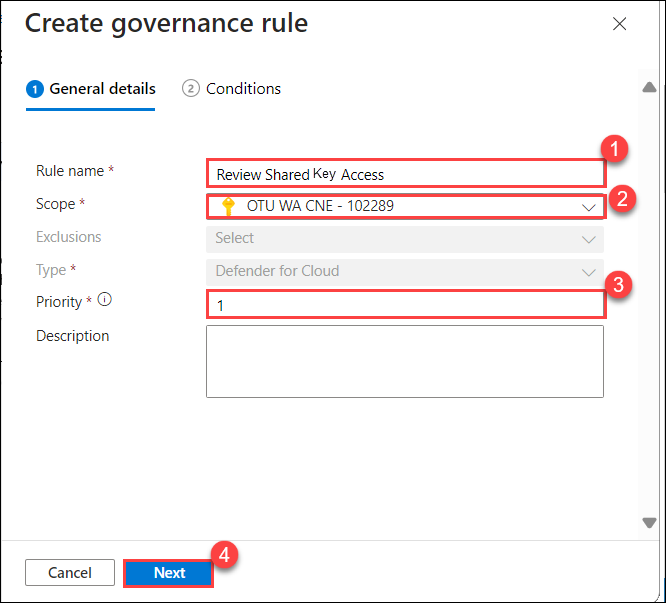 Create governance rule
1 General details 2 Conditions
1
Rule name * Review Shared Key Access
Scope * OTU WA CNE - 102289 2
Exclusions Select
Type * Defender for Cloud
3
Priority * 1
Description
4
Cancel Next